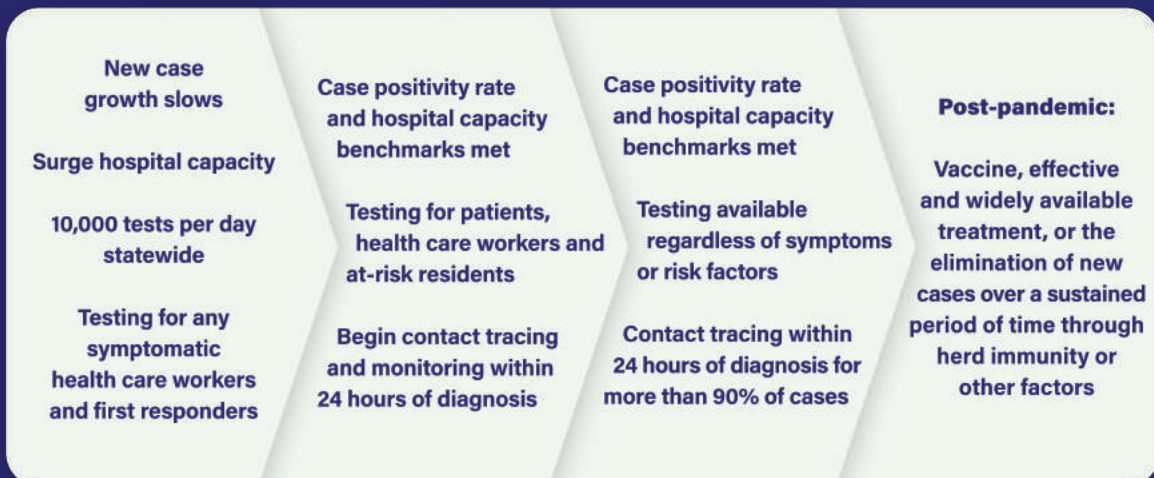 New case
growth slows
Surge hospital capacity
10,000 tests per day
statewide
Testing for any
symptomatic
health care workers
and first responders
Case positivity rate
and hospital capacity
benchmarks met
Testing for patients,
health care workers and
at-risk residents
Begin contact tracing
and monitoring within
24 hours of diagnosis
Case positivity rate
and hospital capacity
benchmarks met
Testing available
regardless of symptoms
or risk factors
Contact tracing within
24 hours of diagnosis for
more than 90% of cases
Post-pandemic:
Vaccine, effective
and widely available
treatment, or the
elimination of new
cases over a sustained
period of time through
herd immunity or
other factors